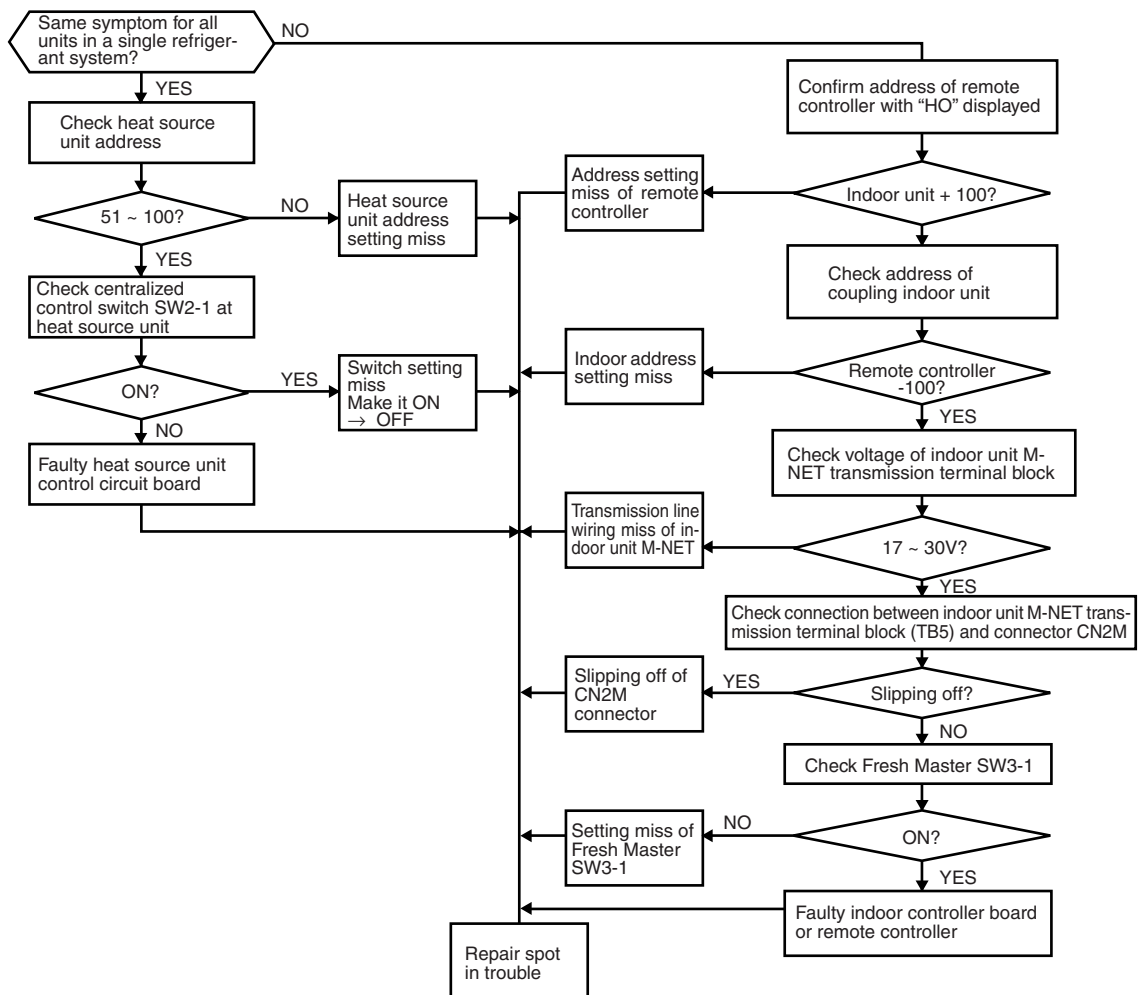 Same symptom for all
units in a single refriger-
ant system?
NO
YES
Check heat source
unit address
51 ~ 100?
NO
Heat source
unit address
setting miss
YES
Check centralized
control switch SW2-1 at
heat source unit
ON?
YES
Switch setting
miss
Make it ON
→ OFF
NO
Faulty heat source unit
control circuit board
Confirm address of remote
controller with “HO” displayed
Indoor unit + 100?
Address setting
miss of remote
controller
Check address of
coupling indoor unit
Remote controller
-100?
Indoor address
setting miss
YES
Check voltage of indoor unit M-
NET transmission terminal block
17 ~ 30V?
Transmission line
wiring miss of in-
door unit M-NET
YES
Check connection between indoor unit M-NET trans-
mission terminal block (TB5) and connector CN2M
Slipping off?
YES
Slipping off of
CN2M
connector
NO
Check Fresh Master SW3-1
ON?
NO
Setting miss of
Fresh Master
SW3-1
YES
Faulty indoor controller board
or remote controller
Repair spot
in trouble